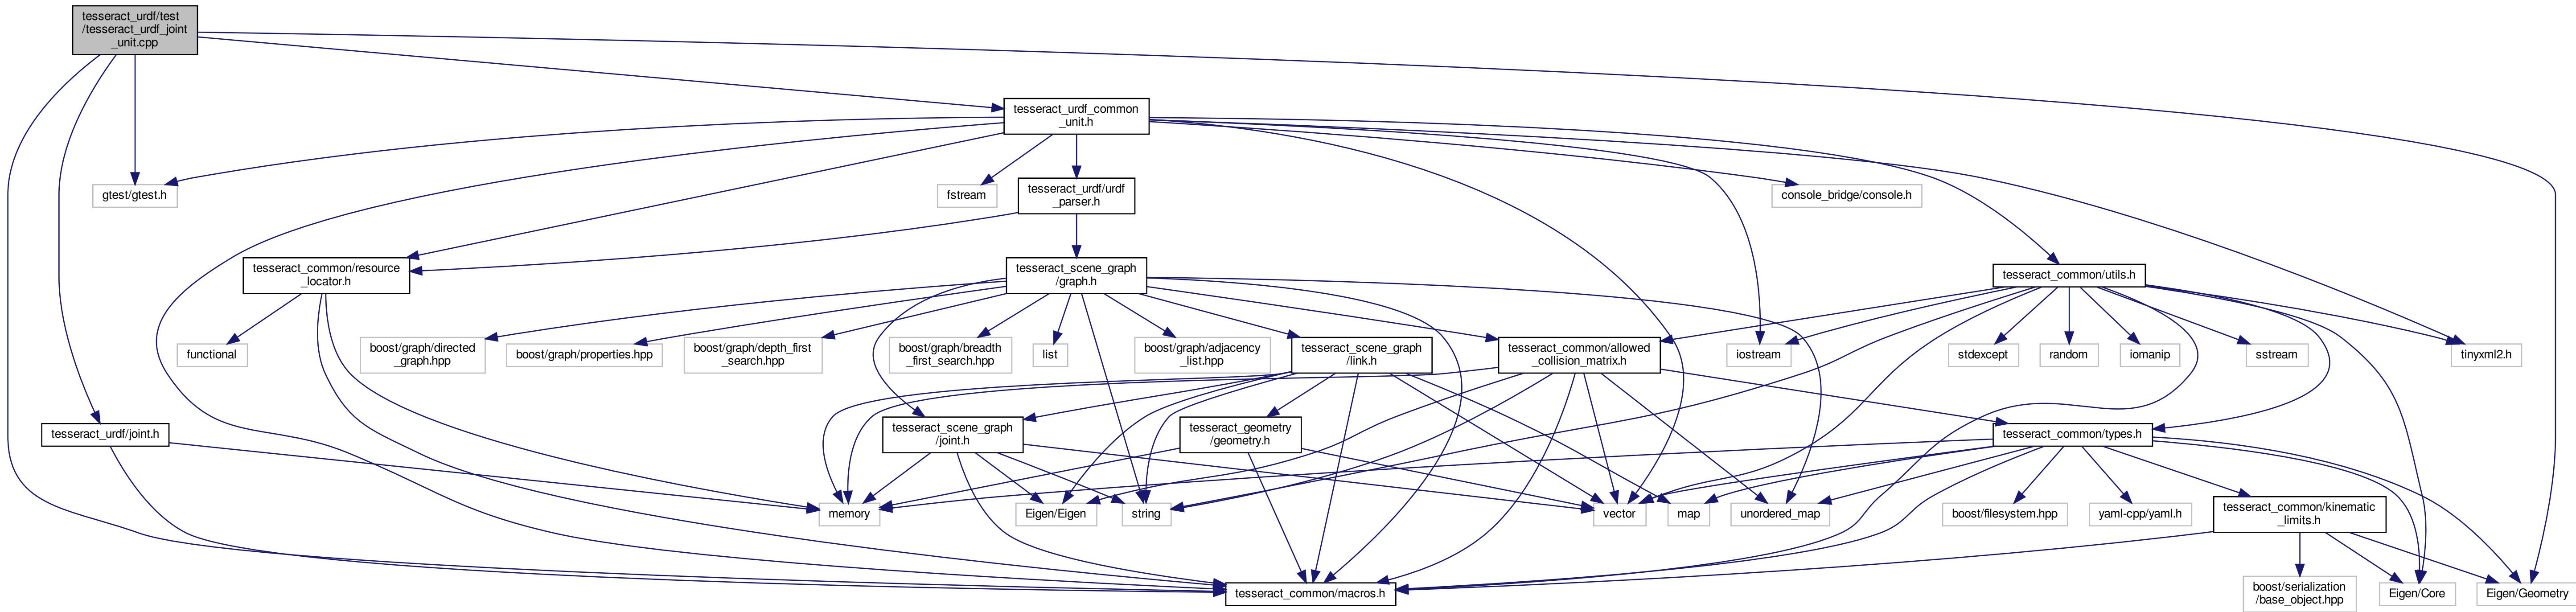 tesseract_urdf/test
/tesseract_urdf_joint
_unit.cpp
tesseract_urdf_common
_unit.h
gtest/gtest.h
fstream
tesseract_urdf/urdf
_parser.h
console_bridge/console.h
tesseract_common/resource
_locator.h
tesseract_scene_graph
/graph.h
tesseract_common/utils.h
functional
boost/graph/directed
_graph.hpp
boost/graph/properties.hpp
boost/graph/depth_first
_search.hpp
boost/graph/breadth
_first_search.hpp
list
boost/graph/adjacency
_list.hpp
tesseract_scene_graph
/link.h
tesseract_common/allowed
_collision_matrix.h
iostream
stdexcept
random
iomanip
sstream
tinyxml2.h
tesseract_urdf/joint.h
tesseract_scene_graph
/joint.h
tesseract_geometry
/geometry.h
tesseract_common/types.h
memory
Eigen/Eigen
string
vector
map
unordered_map
boost/filesystem.hpp
yaml-cpp/yaml.h
tesseract_common/kinematic
_limits.h
tesseract_common/macros.h
boost/serialization
/base_object.hpp
Eigen/Core
Eigen/Geometry